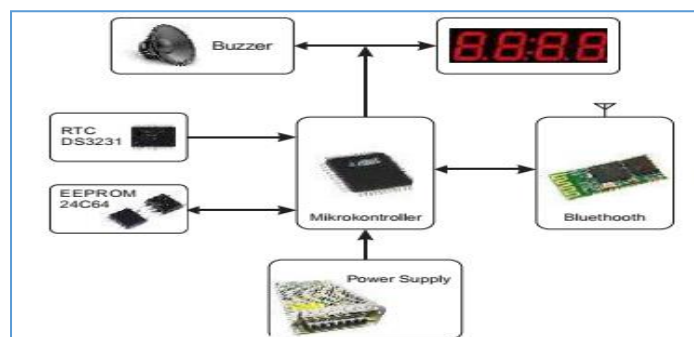 Buzzer
8.8.8.8
RTC
DS3231
EEPROM
24C64
Mikrokontroller
Bluethooth
Power Supply